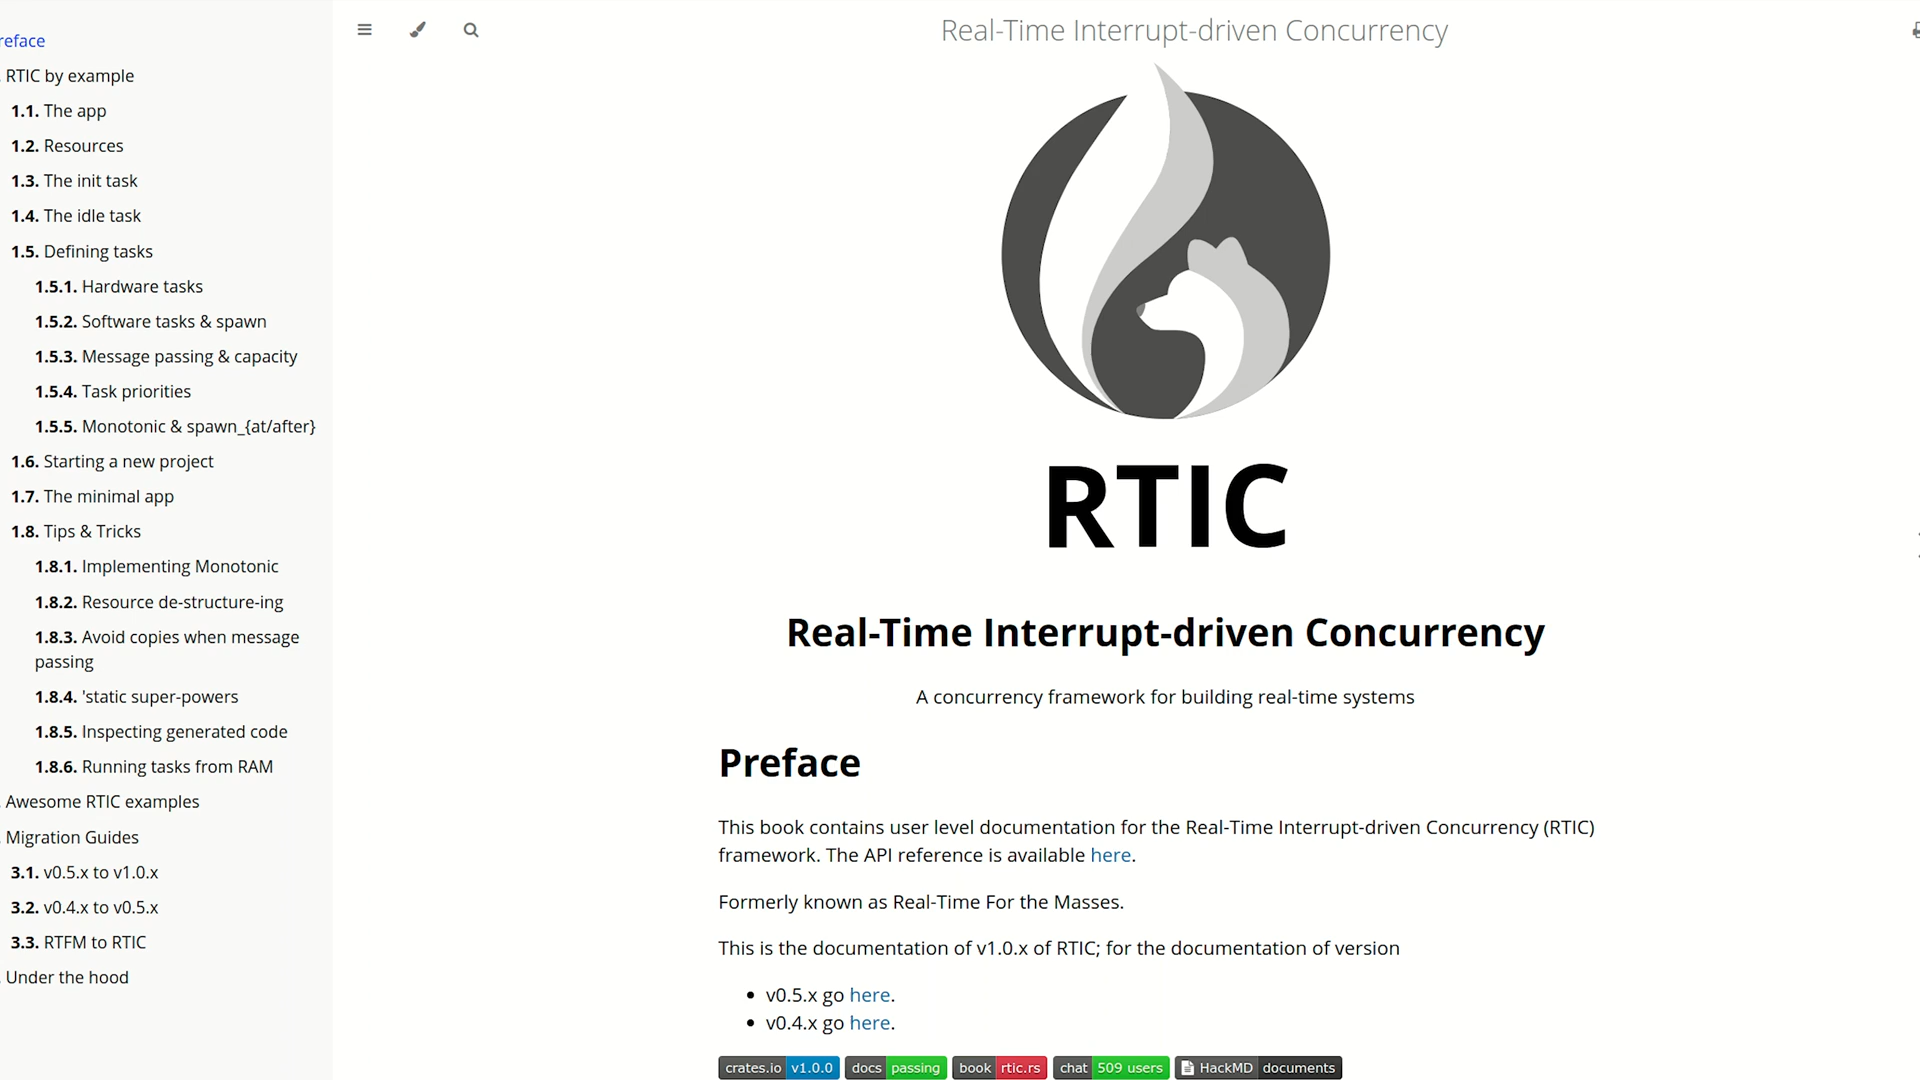 reface
RTIC by example
1.1. The app
1.2. Resources
1.3. The init task
1.4. The idle task
1.5. Defining tasks
1.5.1. Hardware tasks
1.5.2. Software tasks & spawn
1.5.3. Message passing & capacity
1.5.4. Task priorities
1.5.5. Monotonic & spawn_{at/after}
1.6. Starting a new project
1.7. The minimal app
1.8. Tips & Tricks
1.8.1. Implementing Monotonic
1.8.2. Resource de-structure-ing
1.8.3. Avoid copies when message
passing
1.8.4. 'static super-powers
1.8.5. Inspecting generated code
1.8.6. Running tasks from RAM
Awesome RTIC examples
Migration Guides
3.1. v0.5.x to v1.0.x
3.2. v0.4.x to v0.5.x
3.3. RTFM to RTIC
Under the hood
Real-Time Interrupt-driven Concurrency
RTIC
Real-Time Interrupt-driven Concurrency
A concurrency framework for building real-time systems
Preface
This book contains user level documentation for the Real-Time Interrupt-driven Concurrency (RTIC)
framework. The API reference is available here.
Formerly known as Real-Time For the Masses.
This is the documentation of v1.0.x of RTIC; for the documentation of version
• v0.5.x go here.
• v0.4.x go here.
crates.io v1.0.0 docs passing book rtic.rs chat 509 users HackMD documents